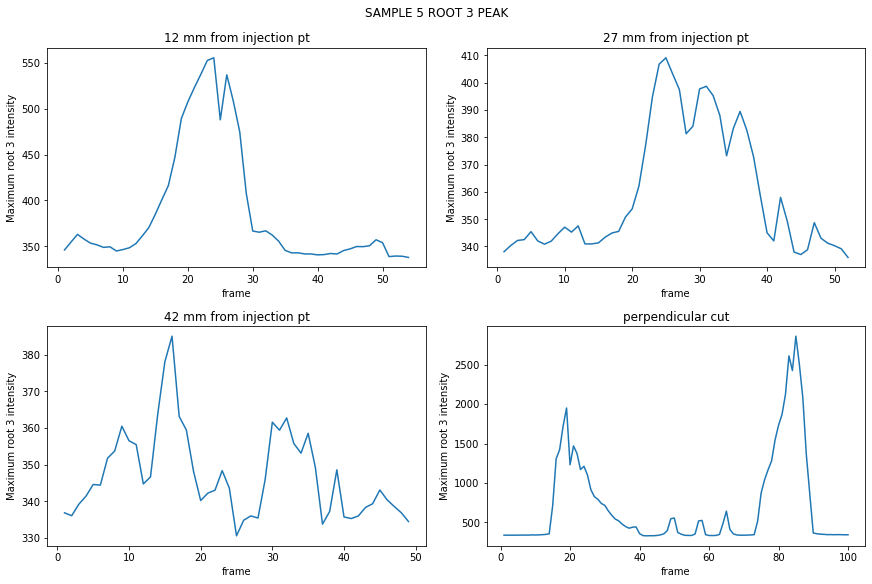 SAMPLE 5 ROOT 3 PEAK
12 mm from injection pt
Maximum root 3 intensity
550
500
450
400
350
0 10 20 30 40 50
frame
27 mm from injection pt
Maximum root 3 intensity
410
400
390
380
370
360
350
340
0 10 20 30 40 50
frame
42 mm from injection pt
Maximum root 3 intensity
380
370
360
350
340
330
0 10 20 30 40 50
frame
perpendicular cut
Maximum root 3 intensity
2500
2000
1500
1000
500
0 20 40 60 80 100
frame